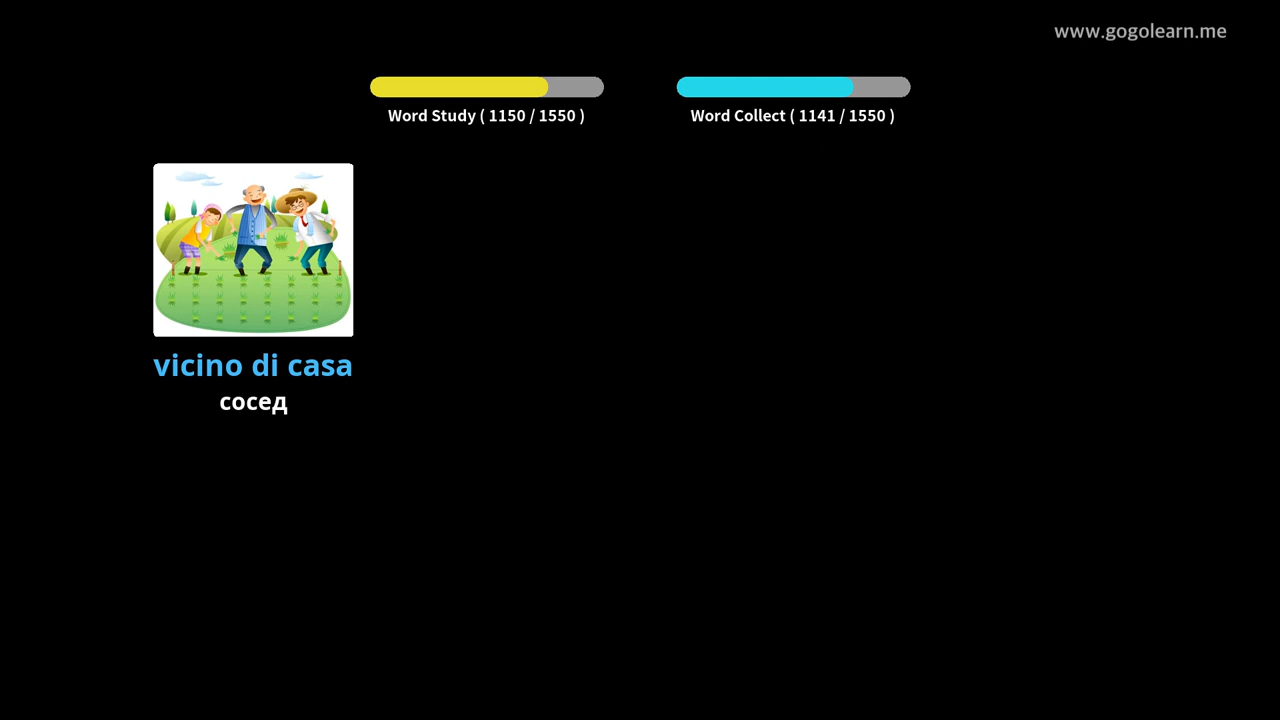 www.gogolearn.me
Word Study ( 1150 / 1550 )
Word Collect ( 1141 / 1550 )
vicino di casa
сосед